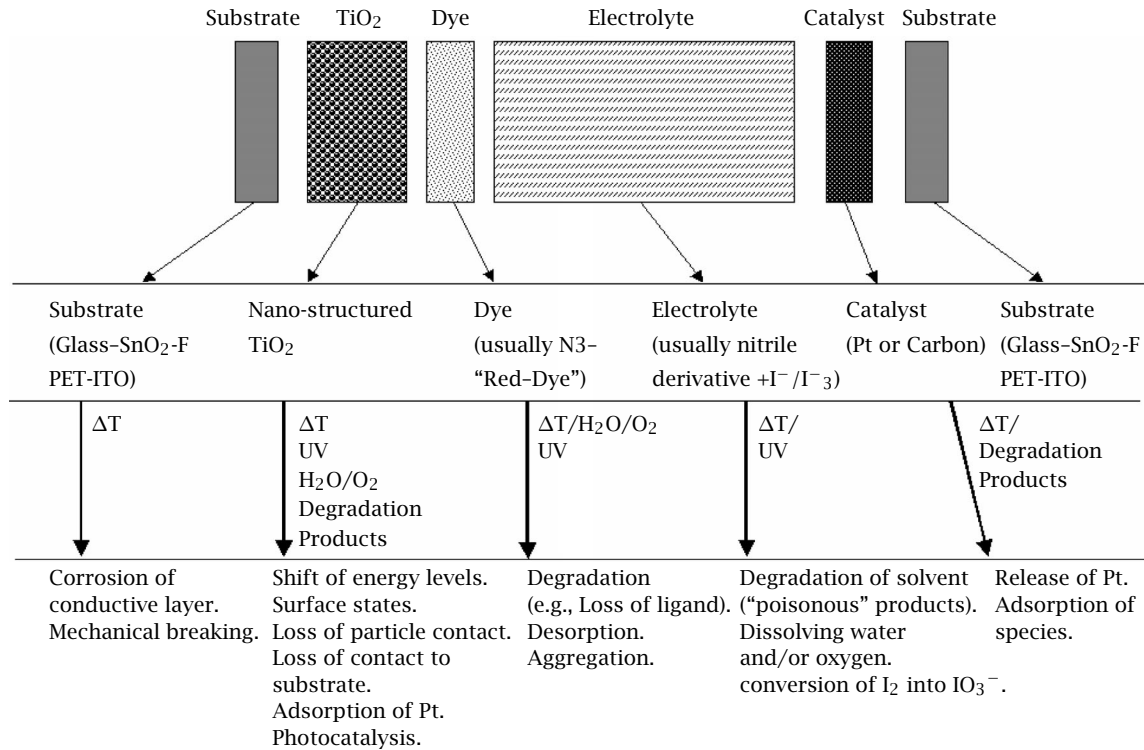 Substrate
TiO₂
Dye
Electrolyte
Catalyst
Substrate
Substrate
(Glass–SnO₂-F
PET-ITO)
Nano-structured
TiO₂
Dye
(usually N3–
“Red–Dye”)
Electrolyte
(usually nitrile
derivative +I⁻/I⁻₃)
Catalyst
(Pt or Carbon)
Substrate
(Glass–SnO₂-F
PET-ITO)
ΔT
ΔT
UV
H₂O/O₂
Degradation
Products
ΔT/H₂O/O₂
UV
ΔT/
UV
ΔT/
Degradation
Products
Corrosion of
conductive layer.
Mechanical breaking.
Shift of energy levels.
Surface states.
Loss of particle contact.
Loss of contact to
substrate.
Adsorption of Pt.
Photocatalysis.
Degradation
(e.g., Loss of ligand).
Desorption.
Aggregation.
Degradation of solvent
(“poisonous” products).
Dissolving water
and/or oxygen.
conversion of I₂ into IO₃⁻.
Release of Pt.
Adsorption of
species.